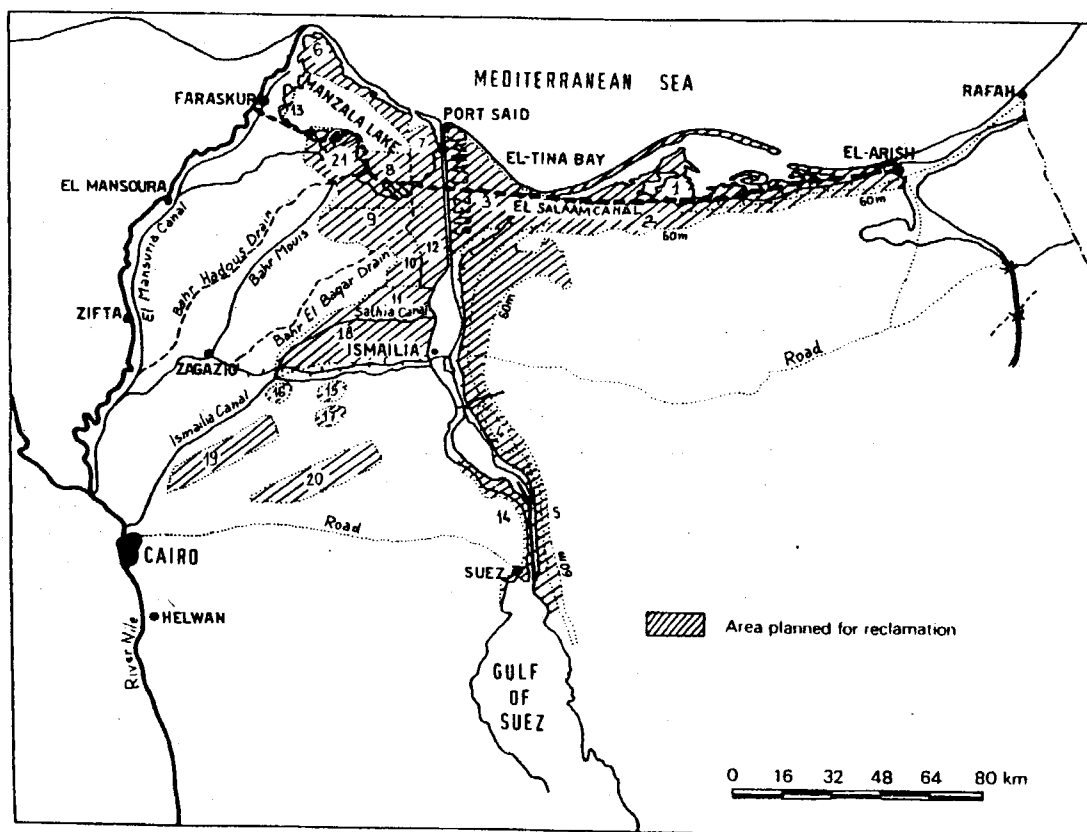 6
MEDITERRANEAN SEA
RAFAH
FARASKUR
13
MANZALA LAKE
PORT SAID
7
21
8
EL-TINA BAY
EL-ARISH
1
EL MANSOURA
3
EL SALAAM CANAL
2
60m
60m
9
El Mansuria Canal
Bahr Hadous Drain
Bahr Mouis
Bahr El Baqar Drain
12
10
11
Salhia Canal
60m
ZIFTA
18
ISMAILIA
Road
ZAGAZIG
16
15
17
Ismailia Canal
19
20
4
14
5
60m
Road
CAIRO
SUEZ
HELWAN
River Nile
Area planned for reclamation
GULF
OF
SUEZ
0 16 32 48 64 80 km